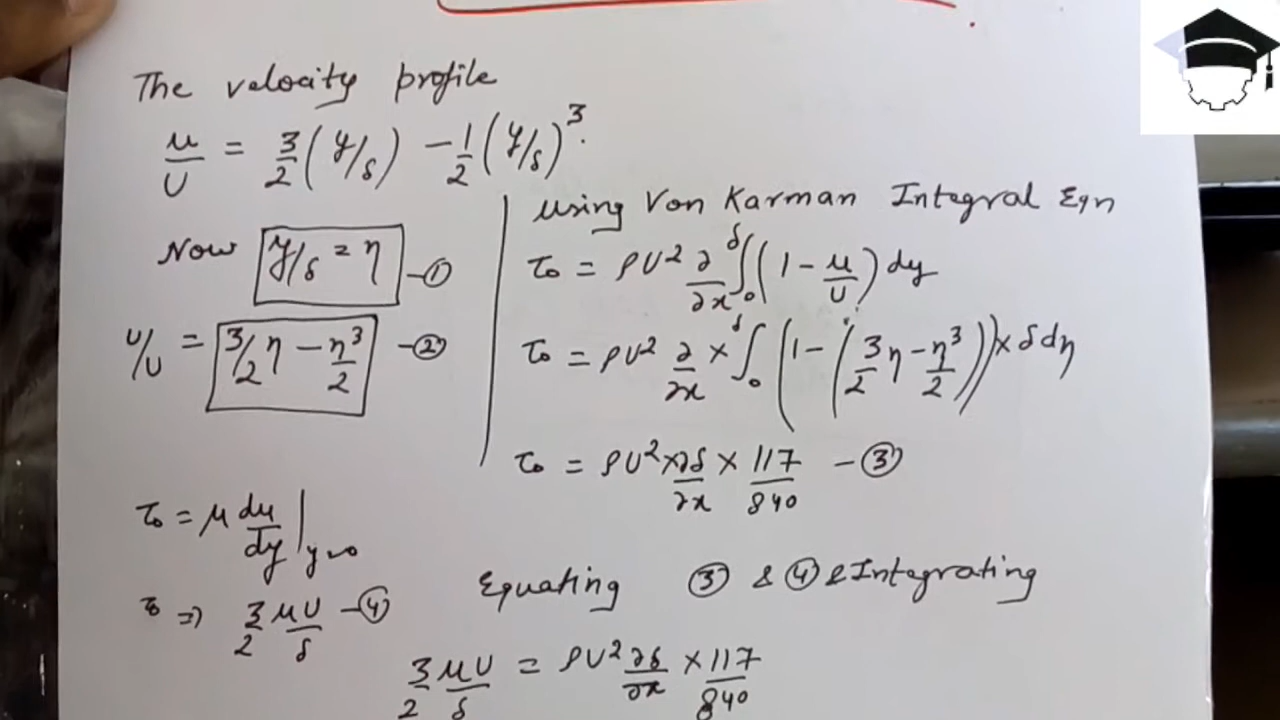 The velocity profile
u/U = 3/2 (y/δ) - 1/2 (y/δ)^3.
Now y/δ = η -①
u/U = 3/2 η - η^3/2 -②
τ₀ = μ du/dy |y=0
τ₀ ⇒ 3/2 μU/δ -④
using Von Karman Integral Eqn
τ₀ = ρU² ∂/∂x ∫₀^δ (1 - u/U) dy
τ₀ = ρU² ∂/∂x × ∫₀^δ (1 - (3/2 η - η^3/2)) × δ dη
τ₀ = ρU² × ∂δ/∂x × 117/840 -③
Equating ③ & ④ & Integrating
3/2 μU/δ = ρU² ∂δ/∂x × 117/840